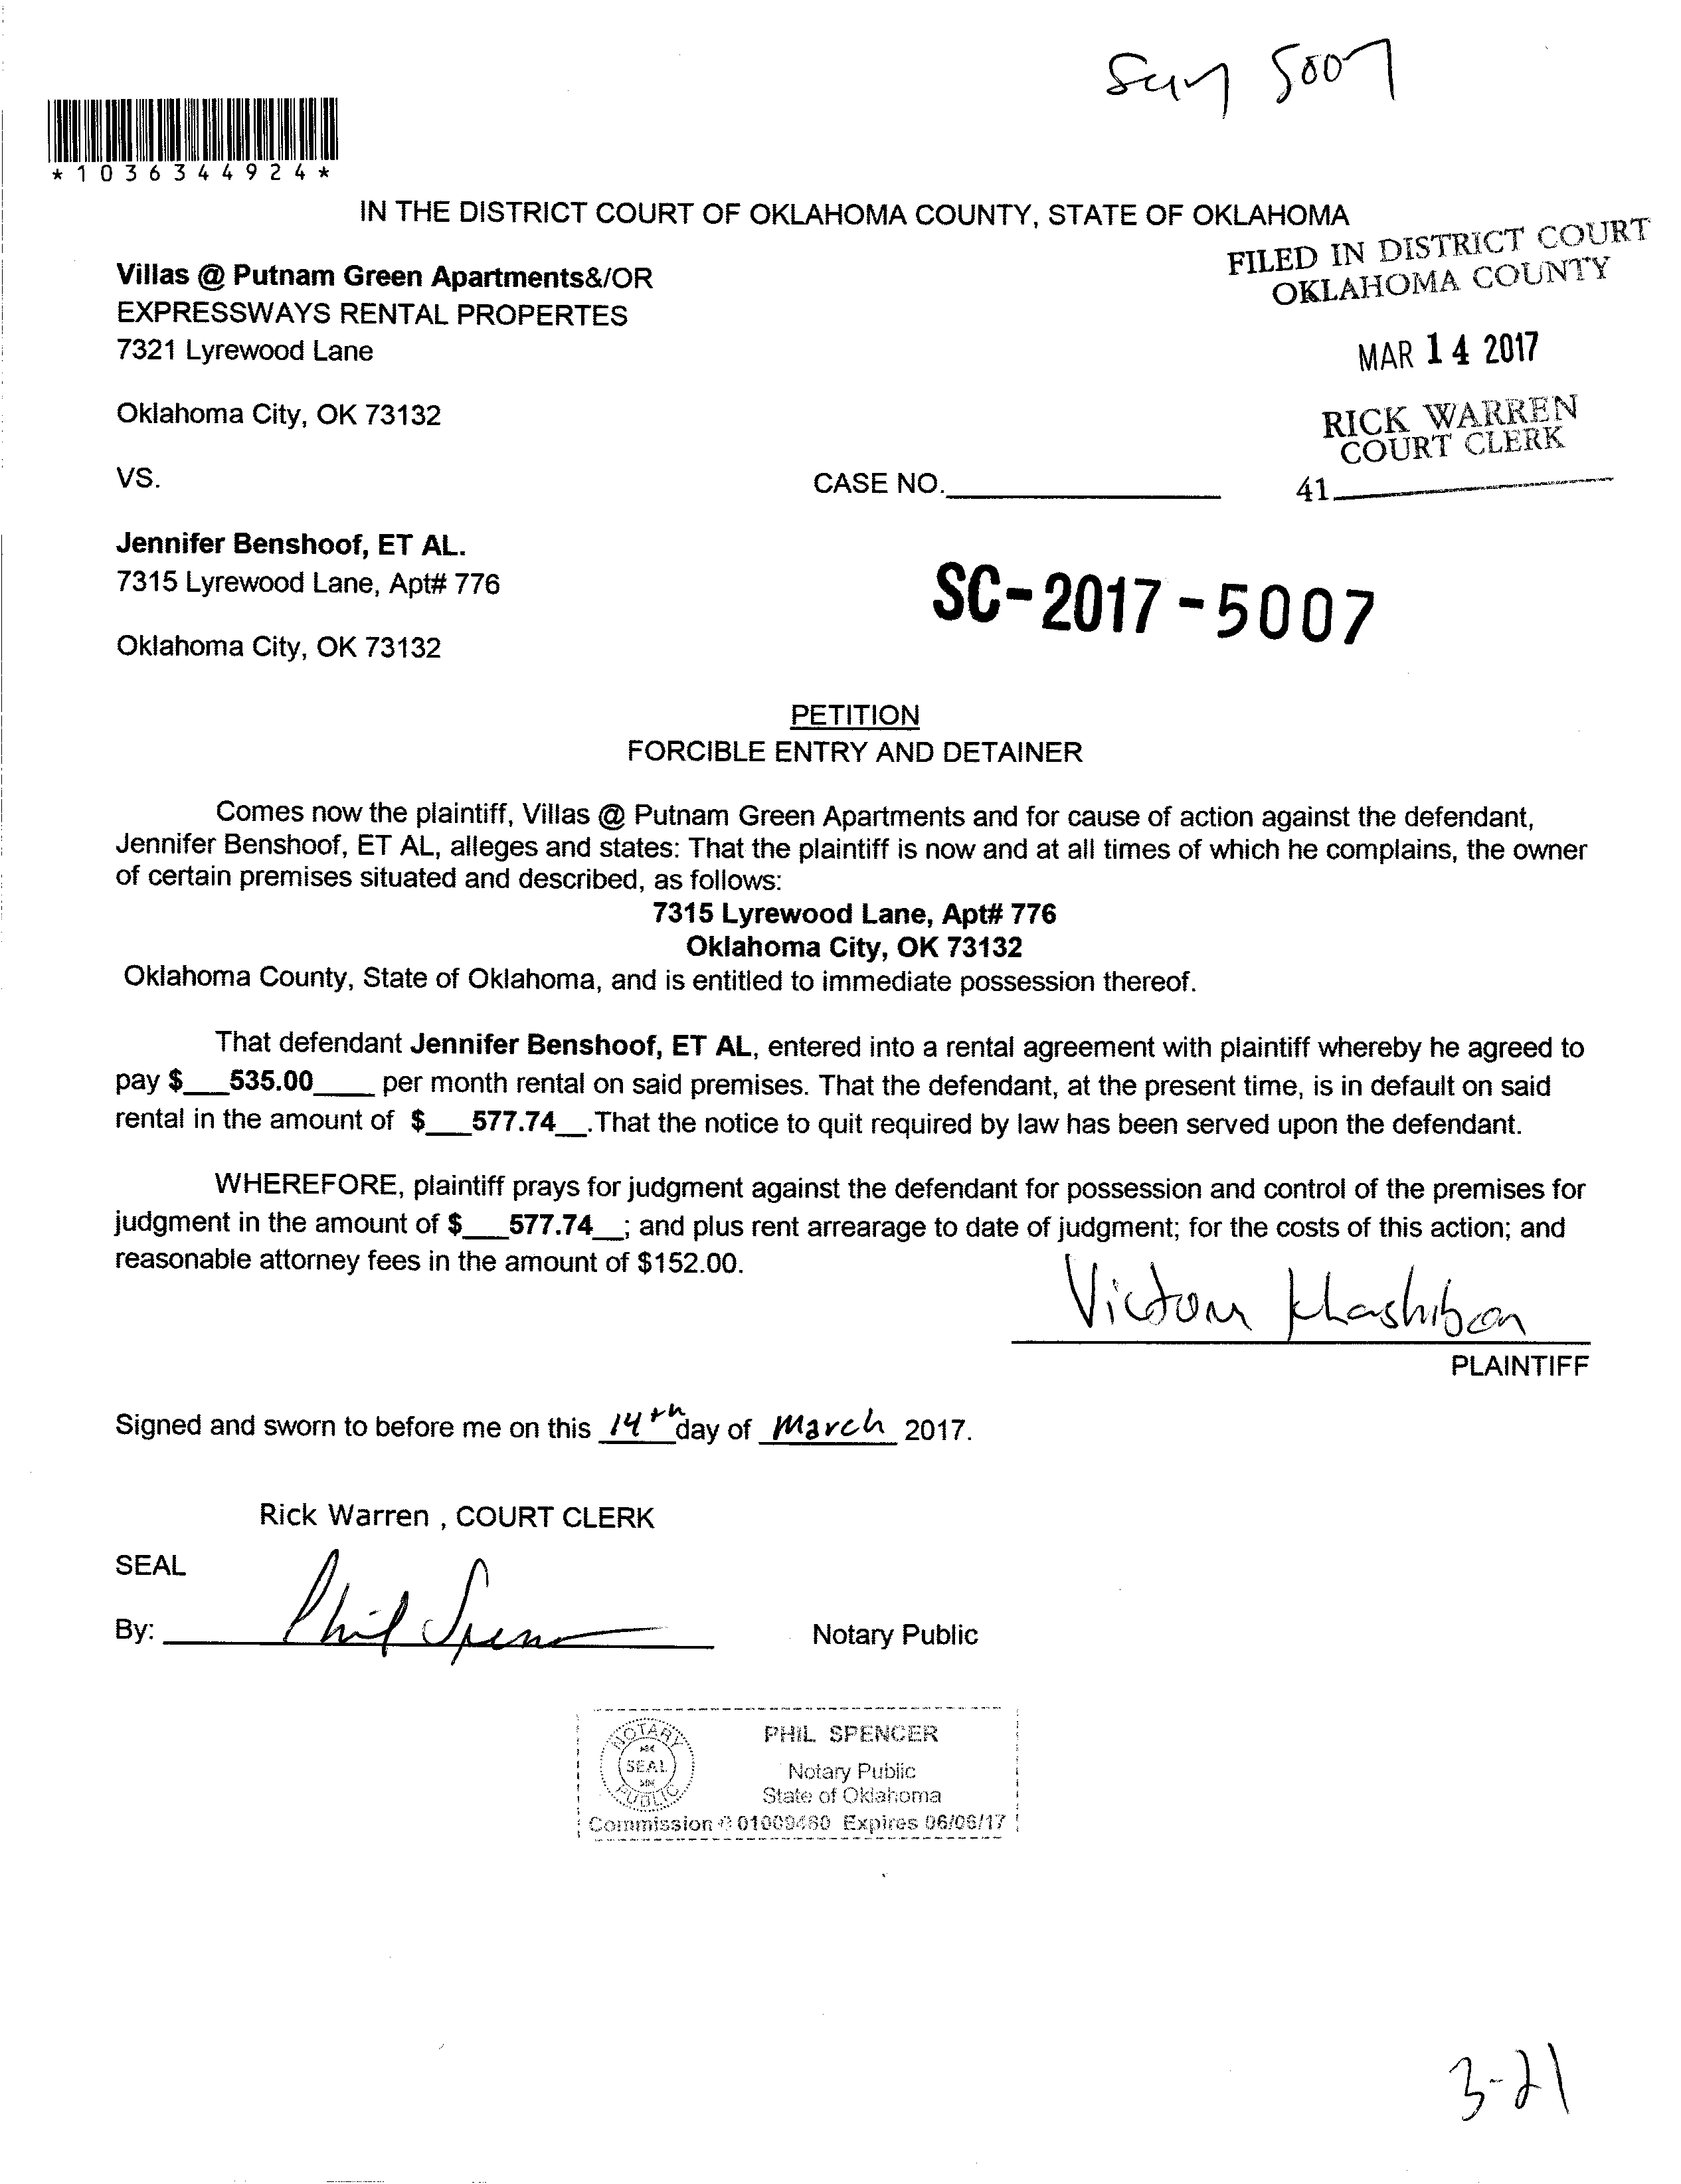 5007
*1036344924*
IN THE DISTRICT COURT OF OKLAHOMA COUNTY, STATE OF OKLAHOMA
FILED IN DISTRICT COURT
OKLAHOMA COUNTY
Villas @ Putnam Green Apartments&/OR
EXPRESSWAYS RENTAL PROPERTES
7321 Lyrewood Lane
MAR 14 2017
Oklahoma City, OK 73132
RICK WARREN
COURT CLERK
VS.
CASE NO.____________________
41____________________
Jennifer Benshoof, ET AL.
7315 Lyrewood Lane, Apt# 776
SC-2017-5007
Oklahoma City, OK 73132
PETITION
FORCIBLE ENTRY AND DETAINER
Comes now the plaintiff, Villas @ Putnam Green Apartments and for cause of action against the defendant,
Jennifer Benshoof, ET AL, alleges and states: That the plaintiff is now and at all times of which he complains, the owner
of certain premises situated and described, as follows:
7315 Lyrewood Lane, Apt# 776
Oklahoma City, OK 73132
Oklahoma County, State of Oklahoma, and is entitled to immediate possession thereof.
That defendant Jennifer Benshoof, ET AL, entered into a rental agreement with plaintiff whereby he agreed to
pay $___535.00____ per month rental on said premises. That the defendant, at the present time, is in default on said
rental in the amount of $___577.74__.That the notice to quit required by law has been served upon the defendant.
WHEREFORE, plaintiff prays for judgment against the defendant for possession and control of the premises for
judgment in the amount of $___577.74__; and plus rent arrearage to date of judgment; for the costs of this action; and
reasonable attorney fees in the amount of $152.00.
Khashiban
PLAINTIFF
Signed and sworn to before me on this 14th day of March 2017.
Rick Warren , COURT CLERK
SEAL
By: Phil Spencer Notary Public
NOTARY
SEAL
PUBLIC
PHIL SPENCER
Notary Public
State of Oklahoma
Commission # 01009460 Expires 06/06/17
3-21